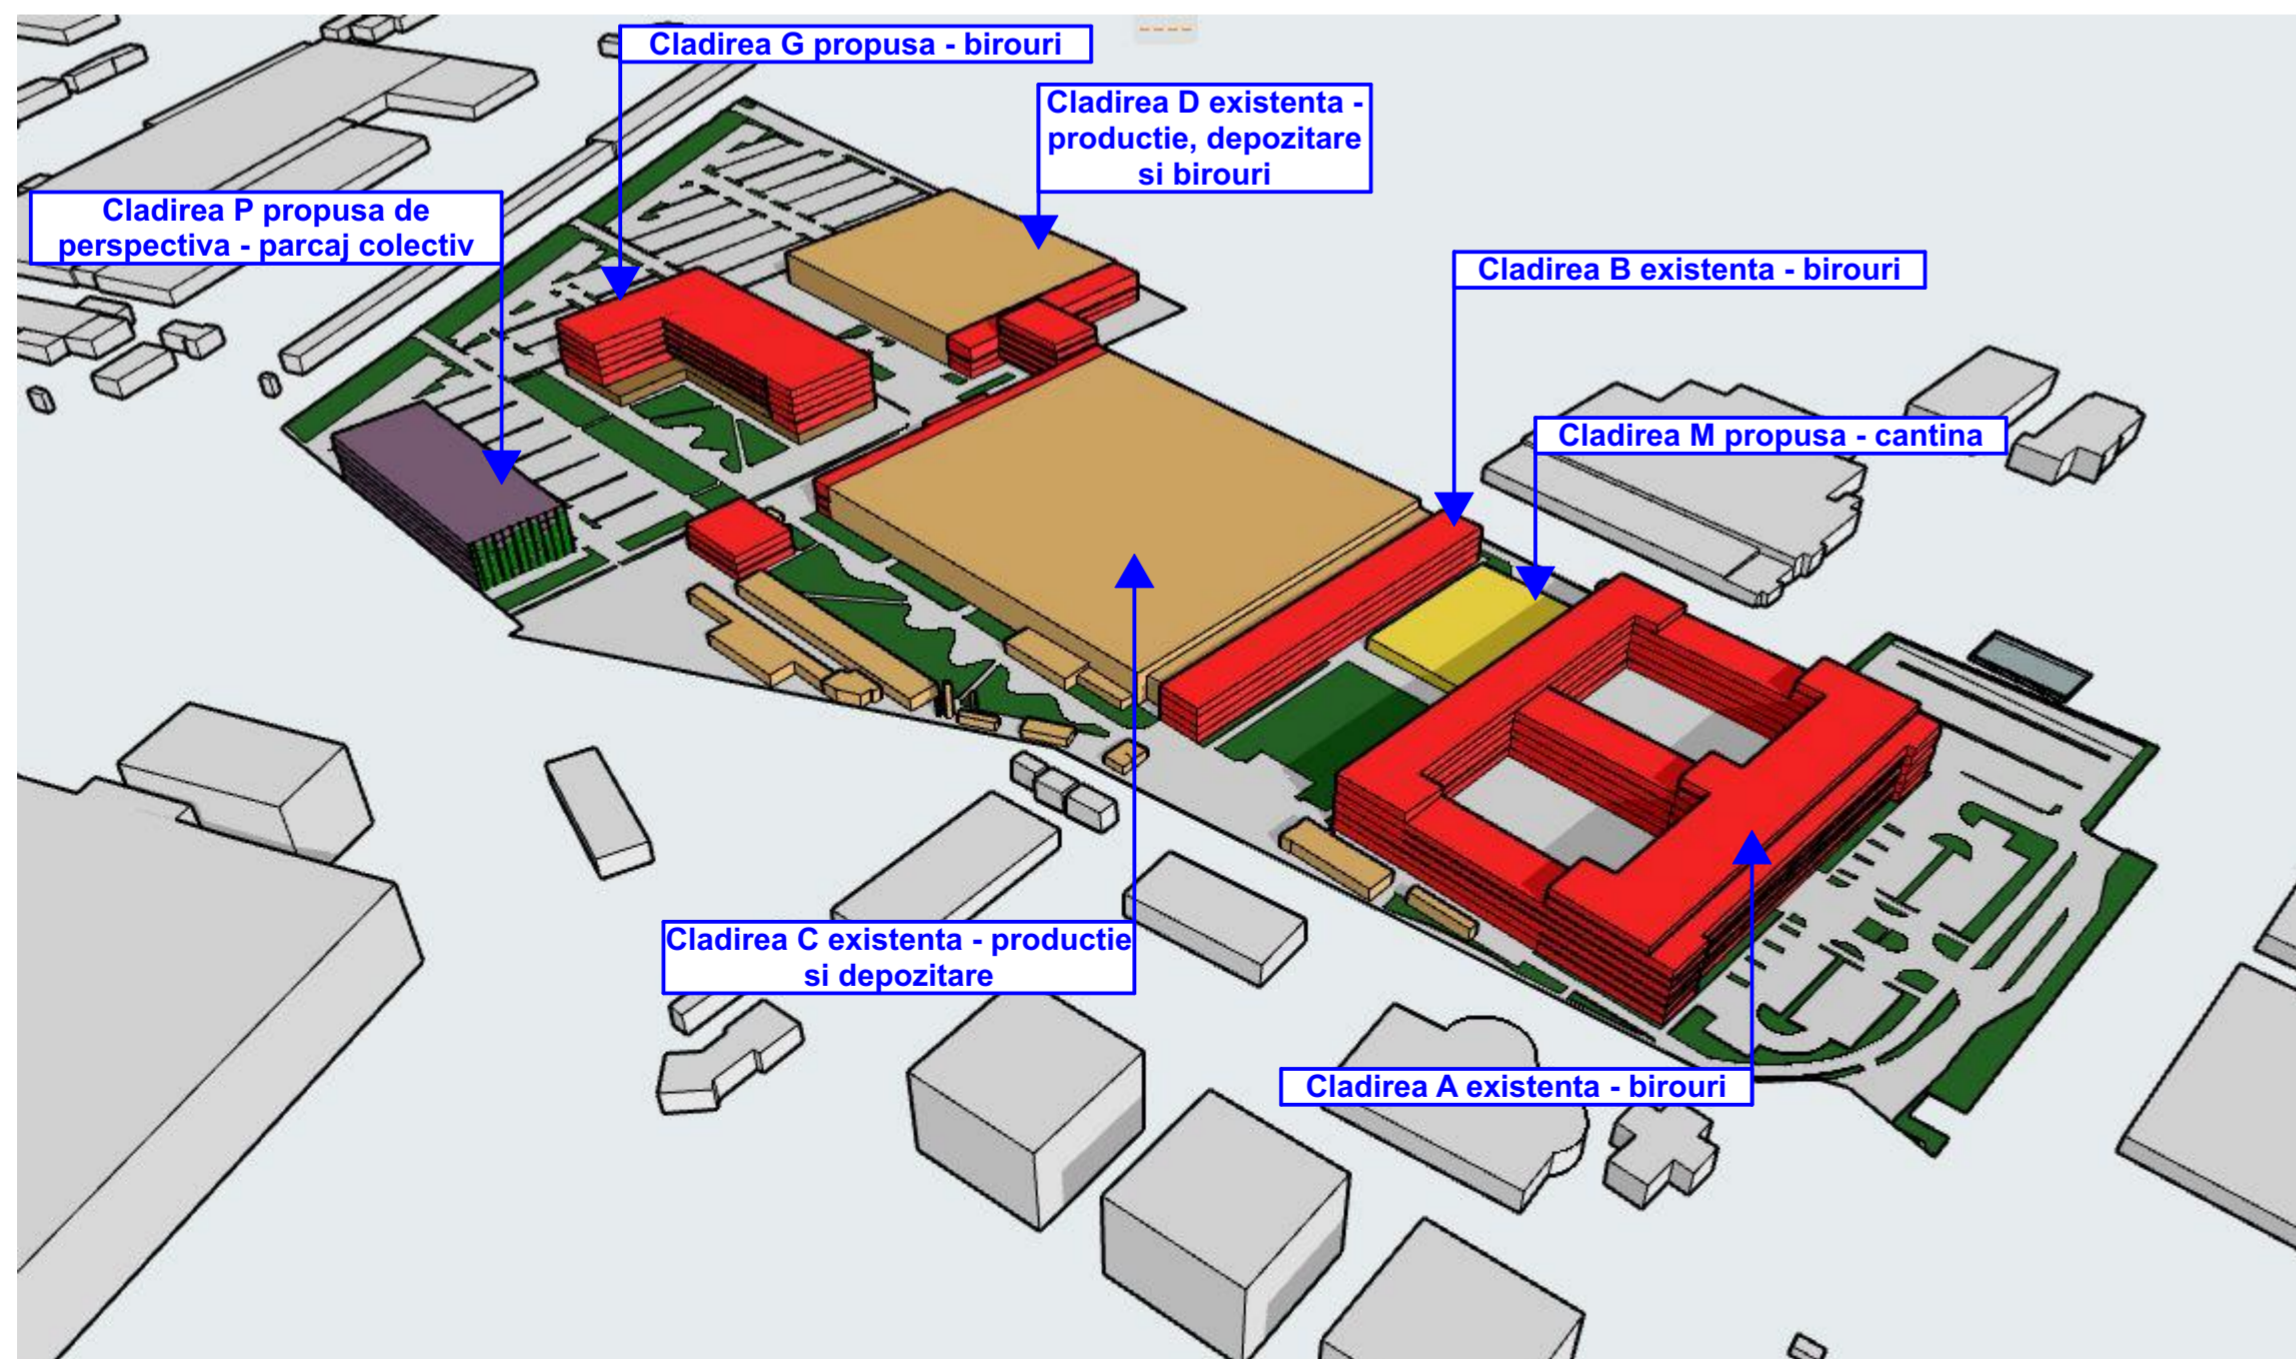 Cladirea G propusa - birouri
Cladirea D existenta -
productie, depozitare
si birouri
Cladirea P propusa de
perspectiva - parcaj colectiv
Cladirea B existenta - birouri
Cladirea M propusa - cantina
Cladirea C existenta - productie
si depozitare
Cladirea A existenta - birouri